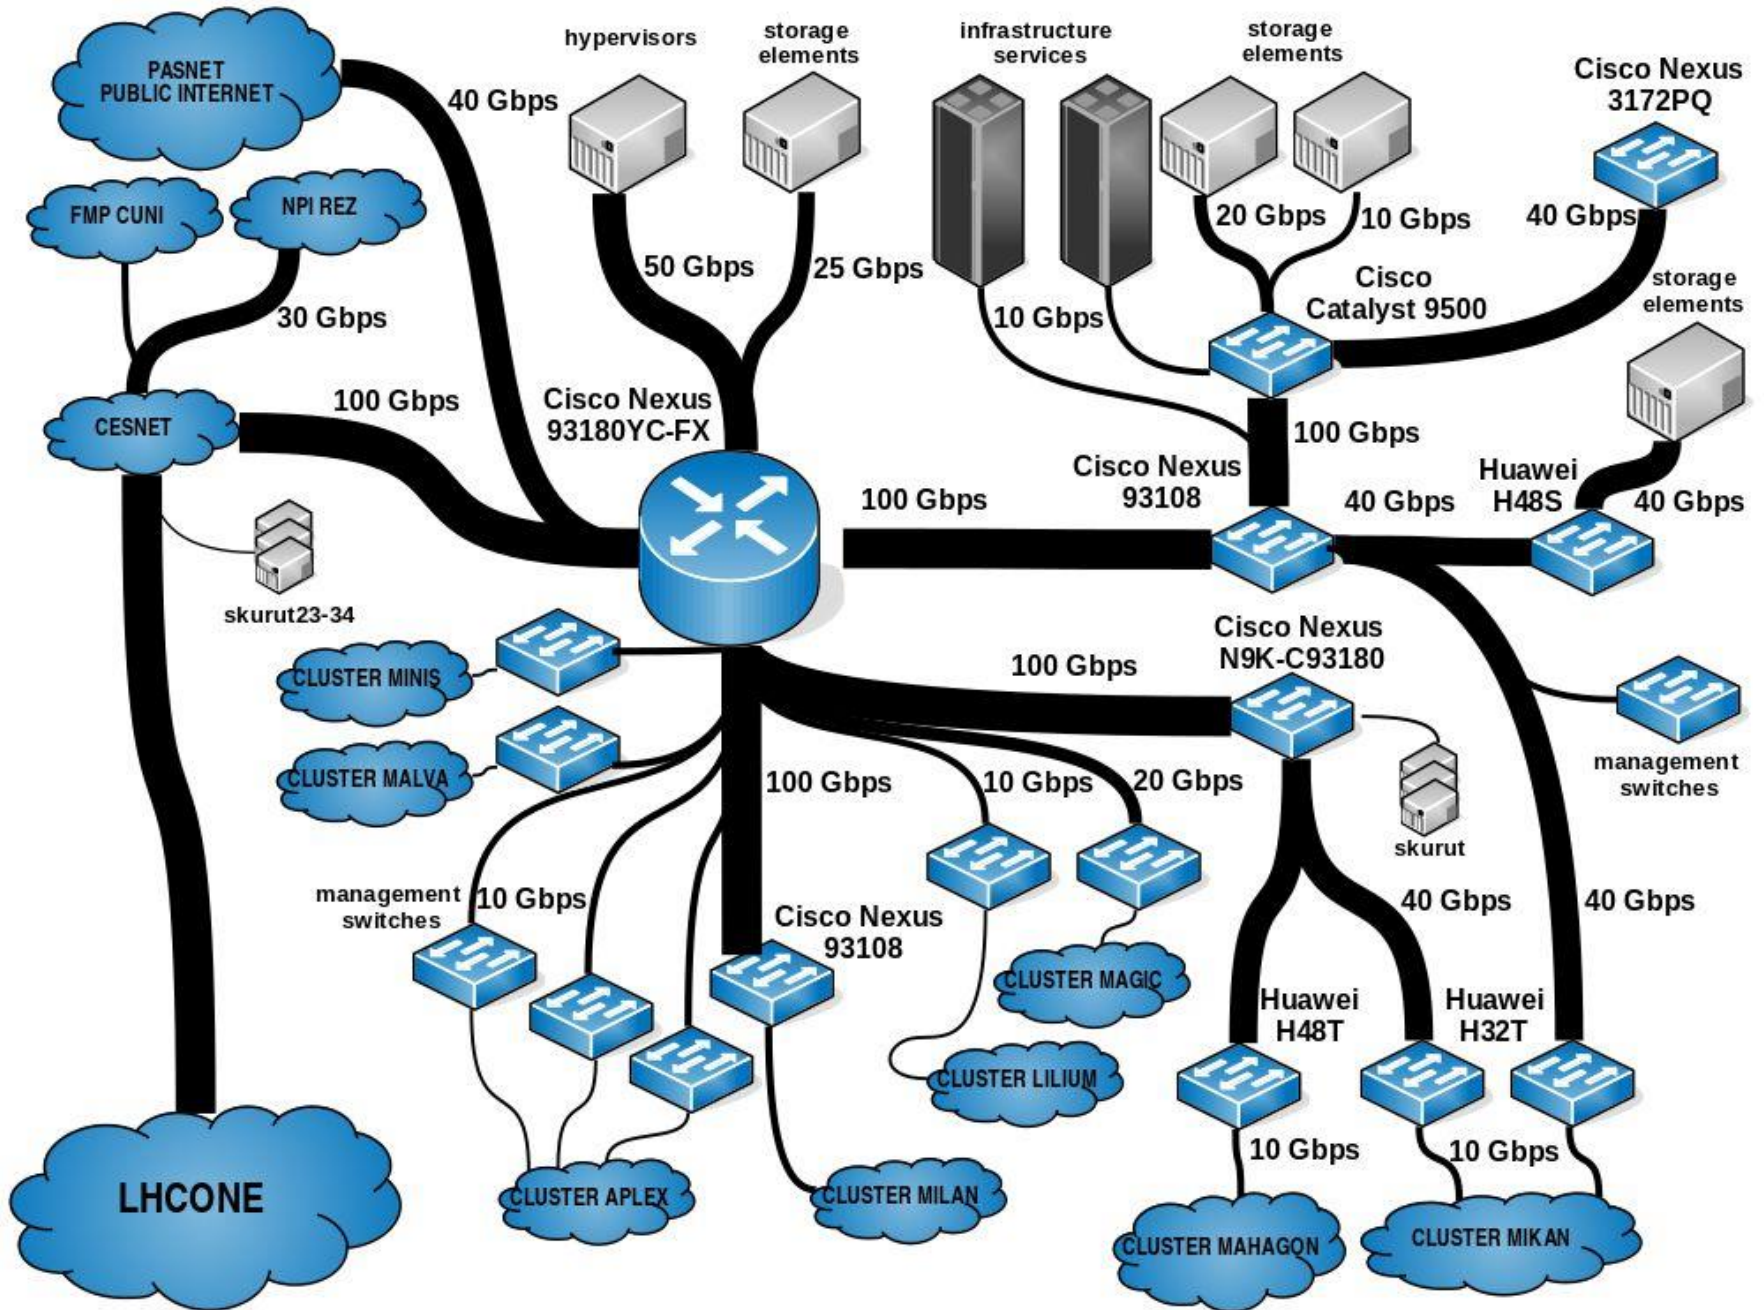 PASNET
PUBLIC INTERNET
40 Gbps
hypervisors
storage
elements
infrastructure
services
storage
elements
Cisco Nexus
3172PQ
FMP CUNI
NPI REZ
50 Gbps
25 Gbps
20 Gbps
10 Gbps
40 Gbps
30 Gbps
10 Gbps
Cisco
Catalyst 9500
storage
elements
CESNET
100 Gbps
Cisco Nexus
93180YC-FX
100 Gbps
Cisco Nexus
93108
100 Gbps
40 Gbps
Huawei
H48S
40 Gbps
skurut23-34
Cisco Nexus
N9K-C93180
100 Gbps
CLUSTER MINIS
CLUSTER MALVA
100 Gbps
10 Gbps
20 Gbps
management
switches
skurut
management
switches
10 Gbps
Cisco Nexus
93108
40 Gbps
40 Gbps
CLUSTER MAGIC
Huawei
H48T
Huawei
H32T
CLUSTER LILIUM
10 Gbps
10 Gbps
LHCONE
CLUSTER APLEX
CLUSTER MILAN
CLUSTER MAHAGON
CLUSTER MIKAN